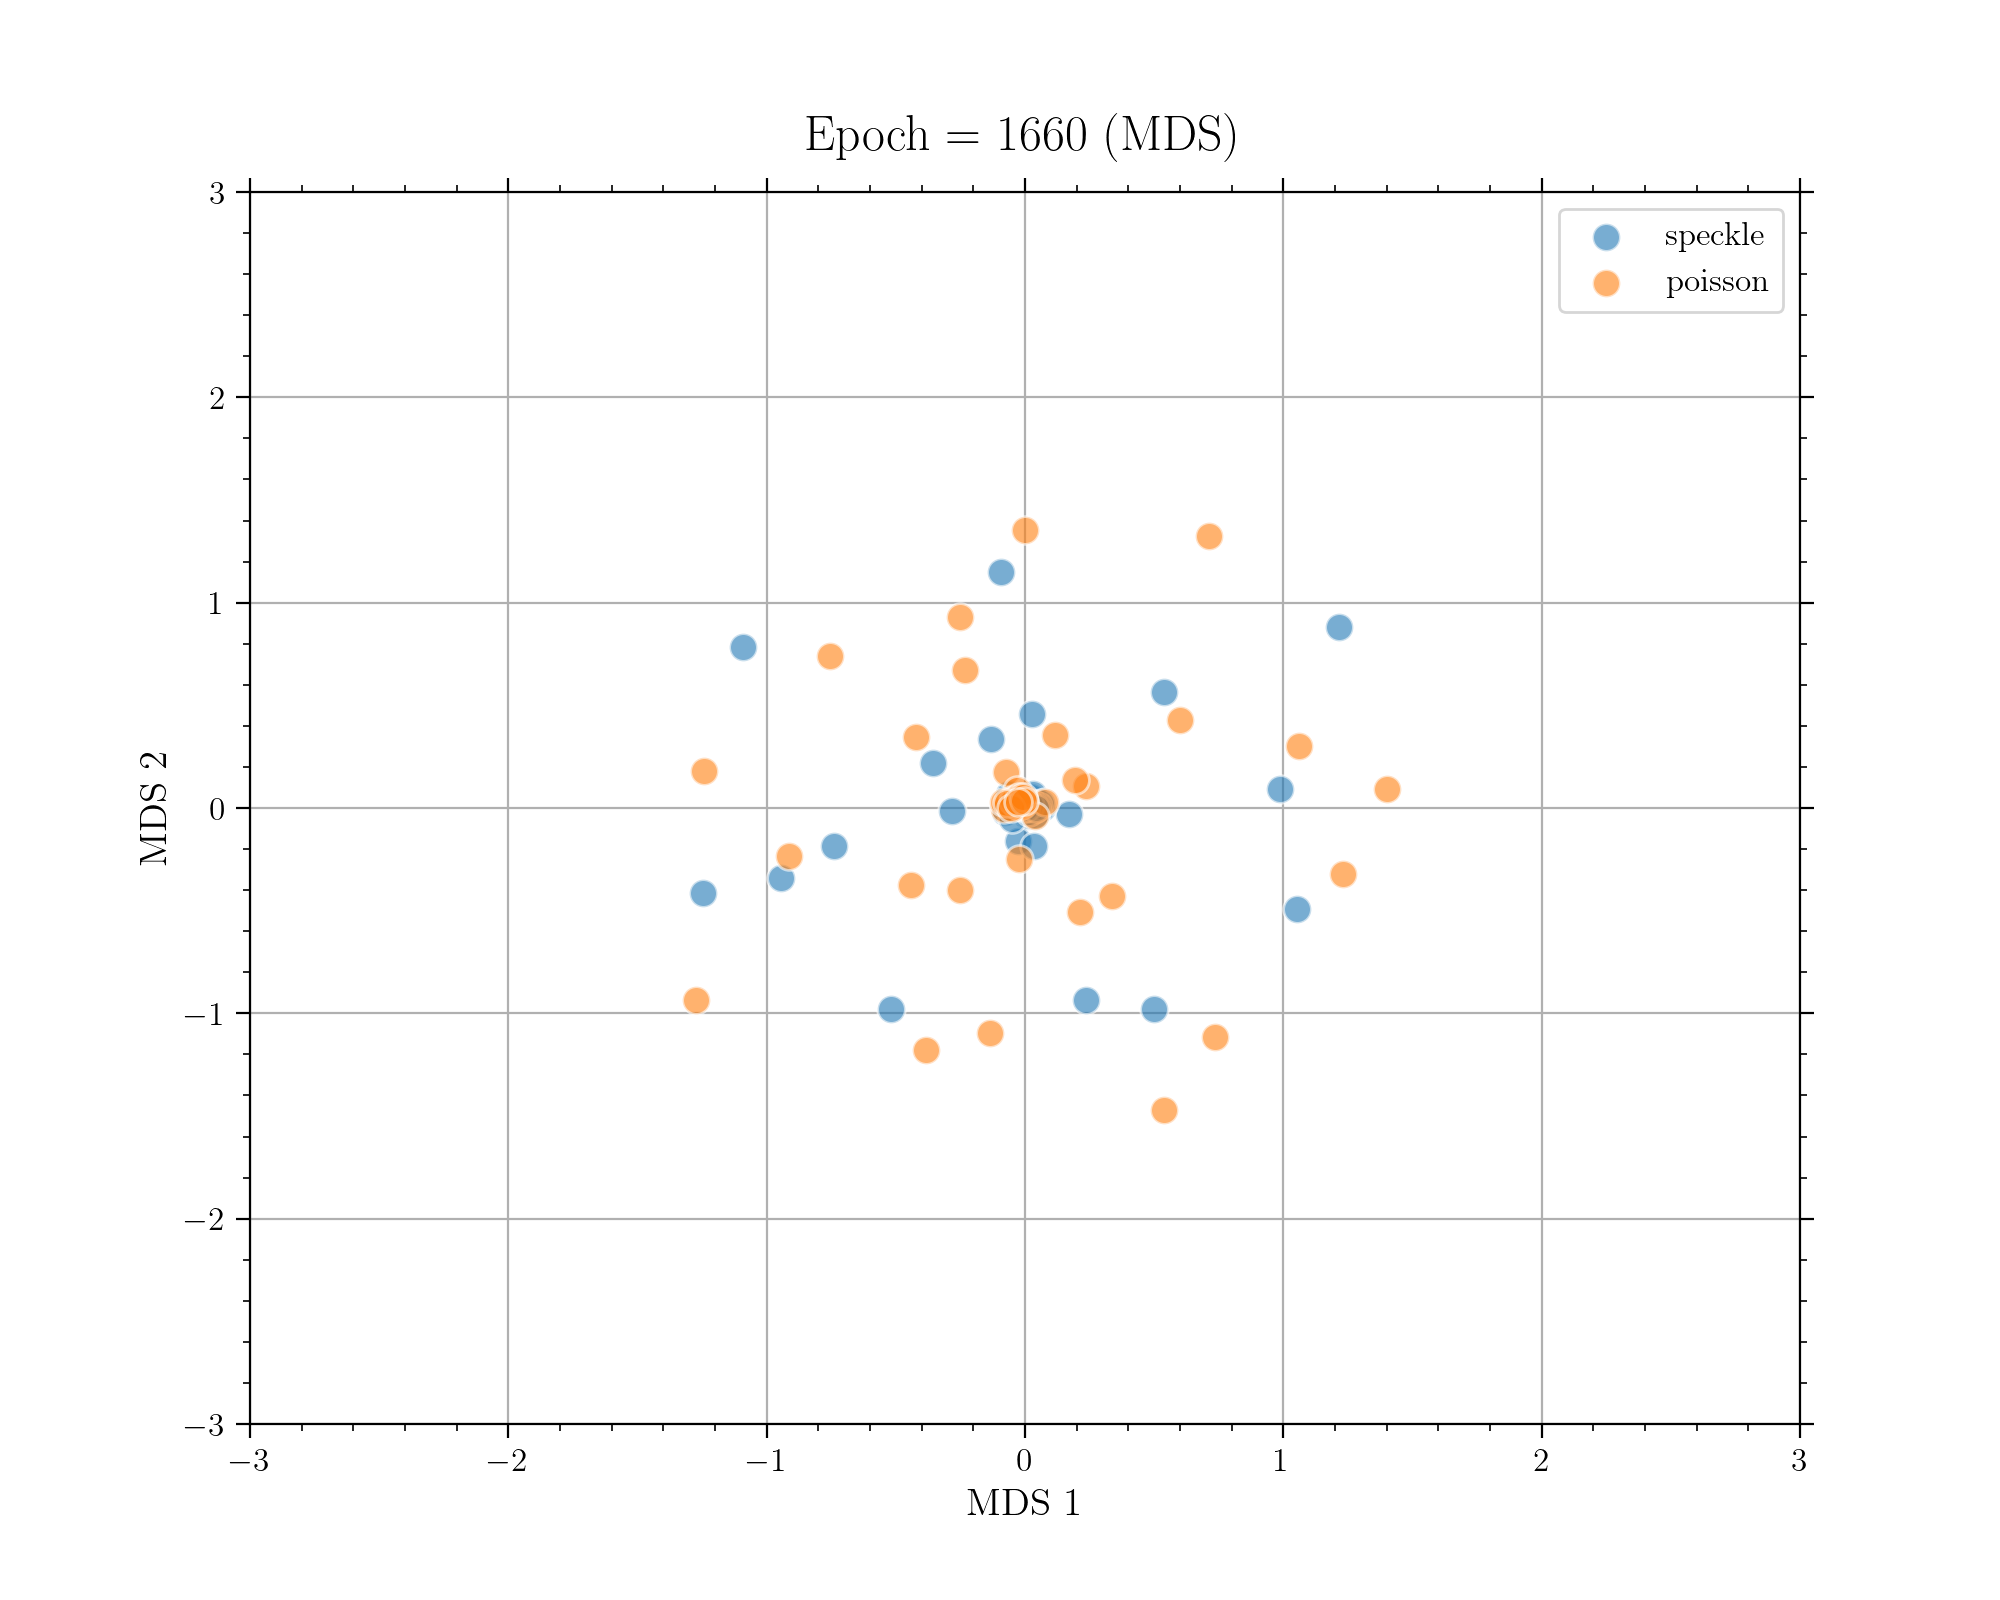 Epoch = 1660 (MDS)
speckle
poisson
3
2
1
0
−1
−2
−3
MDS 2
−3 −2 −1 0 1 2 3
MDS 1